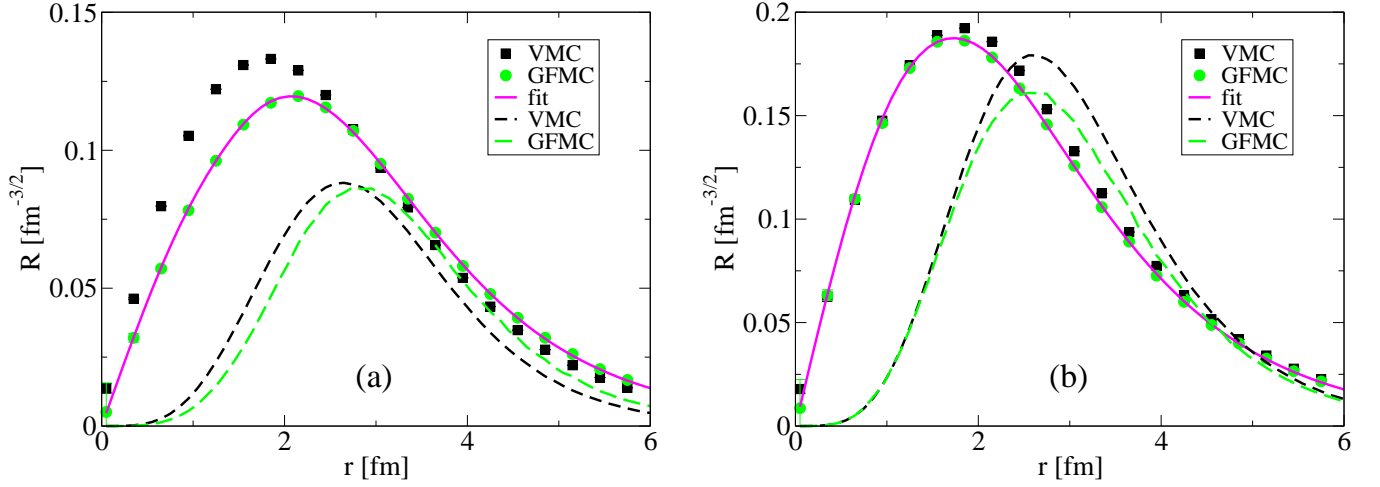 0.15
0.1
0.05
0
R [fm^-3/2]
VMC
GFMC
fit
VMC
GFMC
(a)
0 2 4 6
r [fm]
0.2
0.15
0.1
0.05
0
R [fm^-3/2]
VMC
GFMC
fit
VMC
GFMC
(b)
0 2 4 6
r [fm]